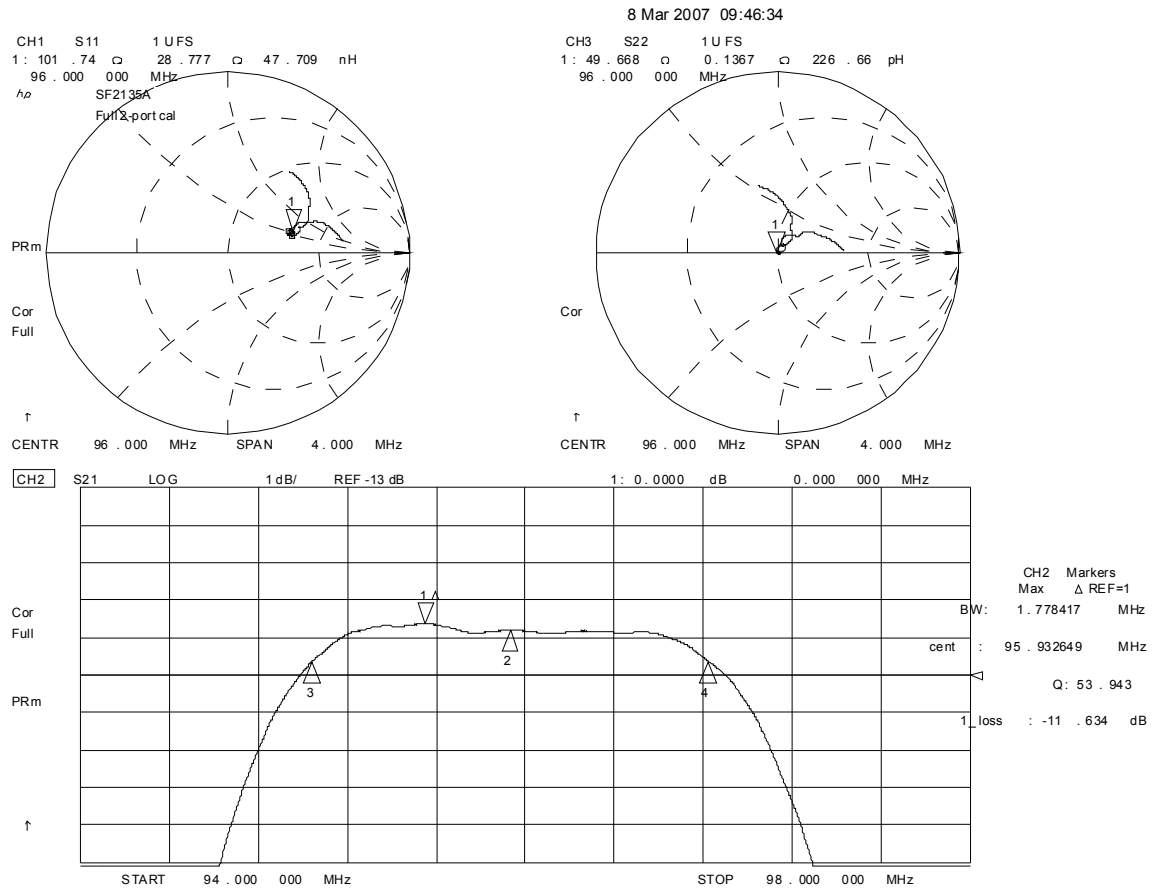 8 Mar 2007 09:46:34
CH1 S11 1 U FS
1 : 101 .74 Ω 28 .777 Ω 47 .709 nH
96 .000 000 MHz
hp SF2135A
Full 2-port cal
1
PRm
Cor
Full
↑
CENTR 96 .000 MHz SPAN 4 .000 MHz
CH3 S22 1 U FS
1 : 49 .668 Ω 0 .1367 Ω 226 .66 pH
96 .000 000 MHz
1
Cor
↑
CENTR 96 .000 MHz SPAN 4 .000 MHz
CH2 S21 LOG 1 dB/ REF -13 dB 1 : 0.0000 dB 0.000 000 MHz
1
2
3
4
Cor
Full
PRm
↑
CH2 Markers
Max Δ REF=1
BW : 1 .778417 MHz
cent : 95 .932649 MHz
Q: 53 .943
1_loss : -11 .634 dB
START 94 .000 000 MHz STOP 98 .000 000 MHz